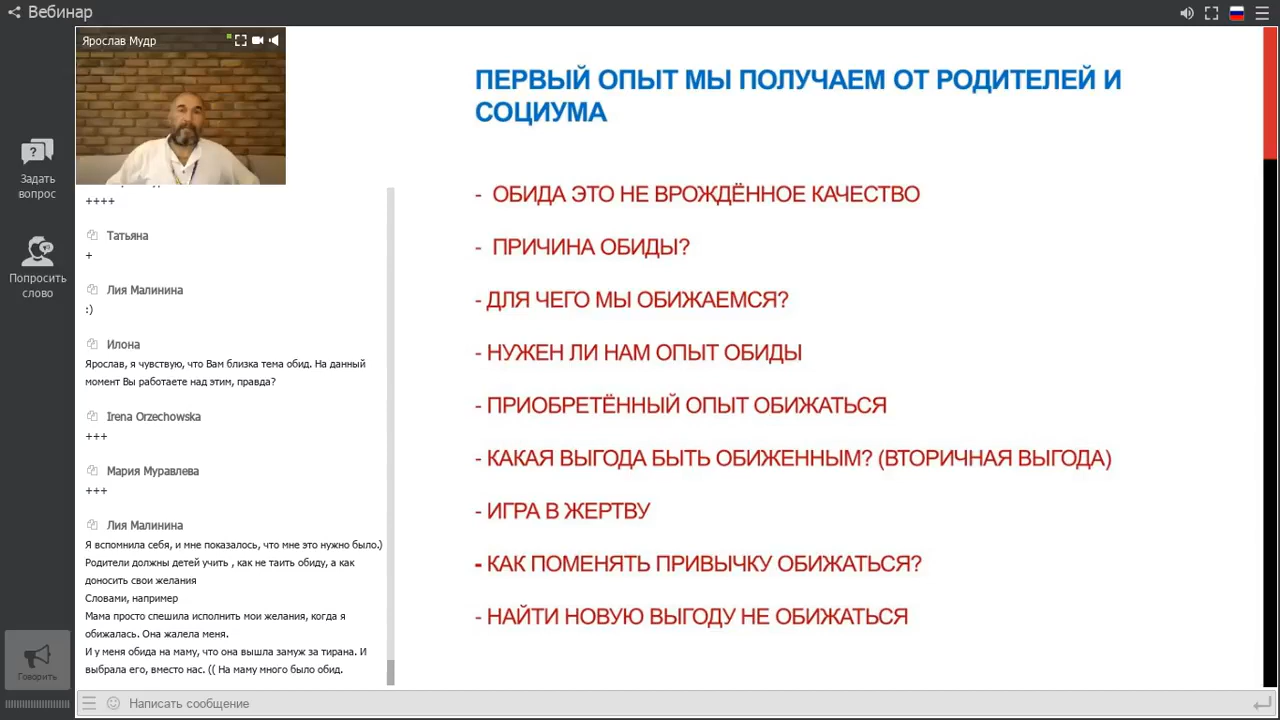 Вебинар
Ярослав Мудр
Задать
вопрос
Попросить
слово
Говорить
++++
Татьяна
+
Лия Малинина
:)
Илона
Ярослав, я чувствую, что Вам близка тема обид. На данный
момент Вы работаете над этим, правда?
Irena Orzechowska
+++
Мария Муравлева
+++
Лия Малинина
Я вспомнила себя, и мне показалось, что мне это нужно было.)
Родители должны детей учить , как не таить обиду, а как
доносить свои желания
Словами, например
Мама просто спешила исполнить мои желания, когда я
обижалась. Она жалела меня.
И у меня обида на маму, что она вышла замуж за тирана. И
выбрала его, вместо нас. (( На маму много было обид.
Написать сообщение
ПЕРВЫЙ ОПЫТ МЫ ПОЛУЧАЕМ ОТ РОДИТЕЛЕЙ И
СОЦИУМА
- ОБИДА ЭТО НЕ ВРОЖДЁННОЕ КАЧЕСТВО
- ПРИЧИНА ОБИДЫ?
- ДЛЯ ЧЕГО МЫ ОБИЖАЕМСЯ?
- НУЖЕН ЛИ НАМ ОПЫТ ОБИДЫ
- ПРИОБРЕТЁННЫЙ ОПЫТ ОБИЖАТЬСЯ
- КАКАЯ ВЫГОДА БЫТЬ ОБИЖЕННЫМ? (ВТОРИЧНАЯ ВЫГОДА)
- ИГРА В ЖЕРТВУ
- КАК ПОМЕНЯТЬ ПРИВЫЧКУ ОБИЖАТЬСЯ?
- НАЙТИ НОВУЮ ВЫГОДУ НЕ ОБИЖАТЬСЯ